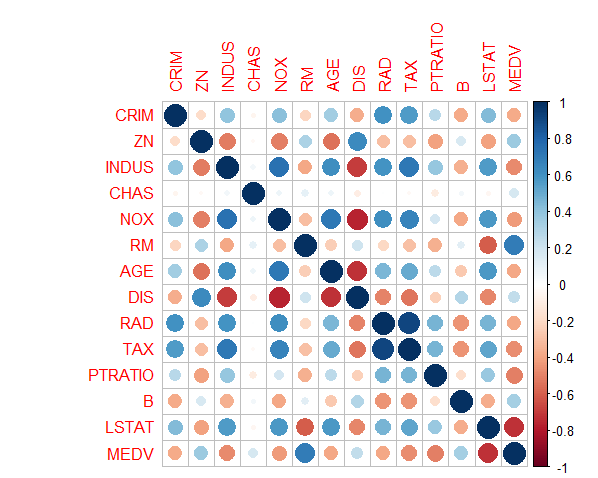 CRIM ZN INDUS CHAS NOX RM AGE DIS RAD TAX PTRATIO B LSTAT MEDV
CRIM
ZN
INDUS
CHAS
NOX
RM
AGE
DIS
RAD
TAX
PTRATIO
B
LSTAT
MEDV
1
0.8
0.6
0.4
0.2
0
-0.2
-0.4
-0.6
-0.8
-1